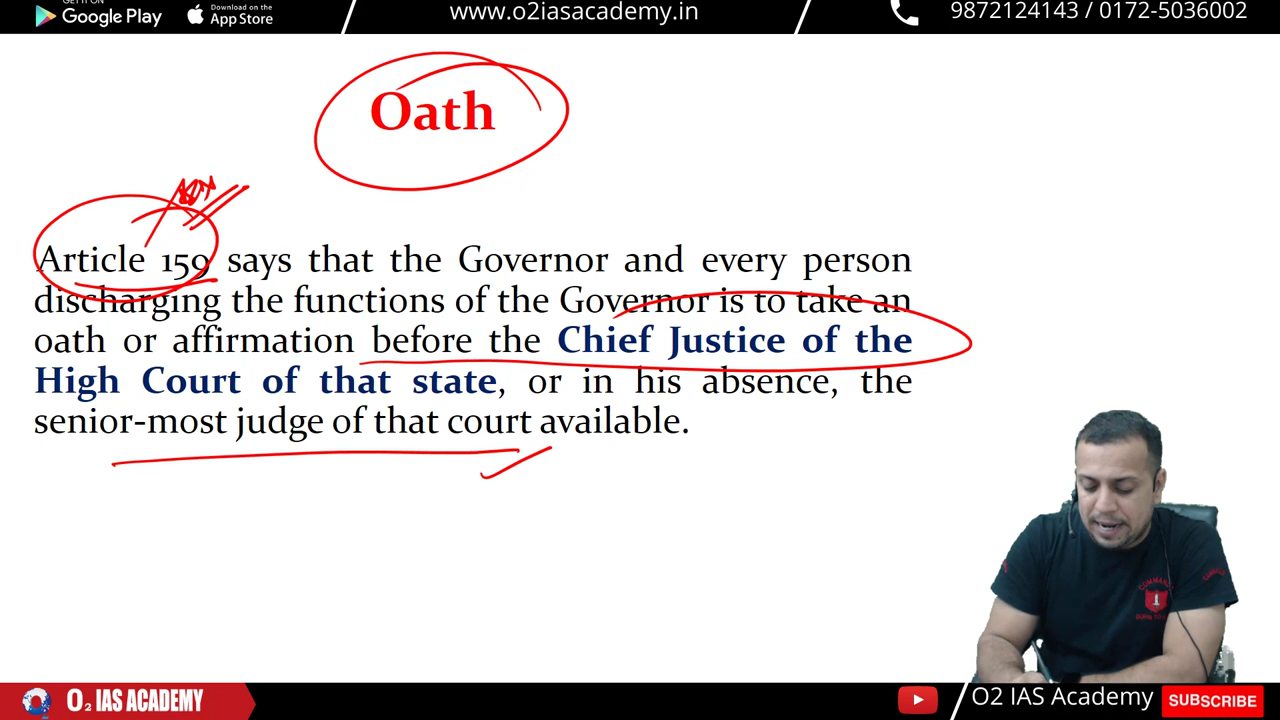 GET IT ON
Google Play
Download on the
App Store
www.o2iasacademy.in
9872124143 / 0172-5036002
Oath
Article 159 says that the Governor and every person
discharging the functions of the Governor is to take an
oath or affirmation before the Chief Justice of the
High Court of that state, or in his absence, the
senior-most judge of that court available.
O2 IAS ACADEMY
O2 IAS Academy
SUBSCRIBE